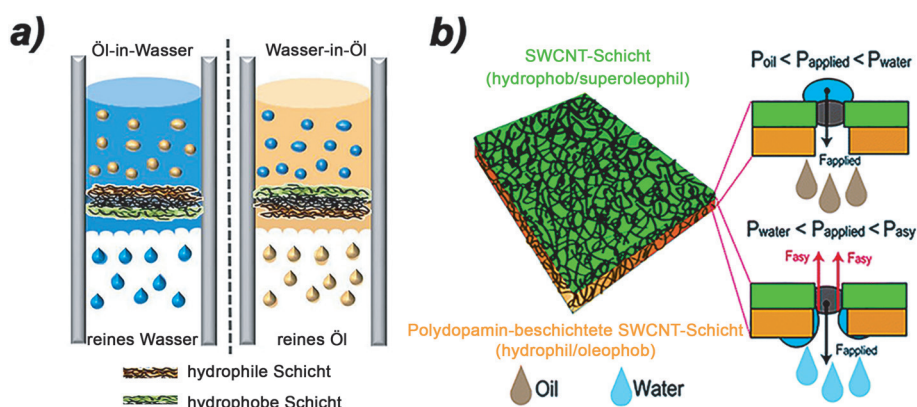 a)
Öl-in-Wasser
Wasser-in-Öl
reines Wasser
reines Öl
hydrophile Schicht
hydrophobe Schicht
b)
SWCNT-Schicht
(hydrophob/superoleophil)
Polydopamin-beschichtete SWCNT-Schicht
(hydrophil/oleophob)
Oil
Water
Poil < Papplied < Pwater
Fapplied
Pwater < Papplied < Pasy
Fasy
Fasy
Fapplied